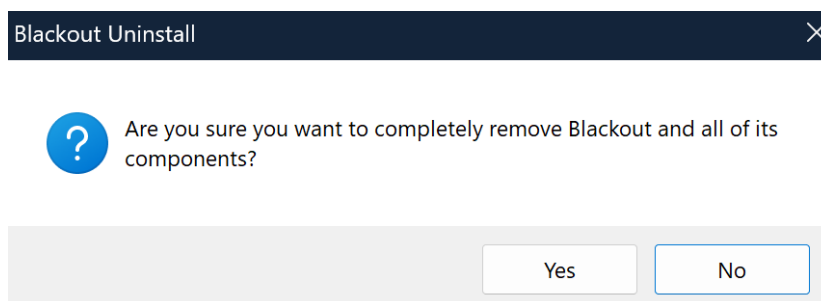 Blackout Uninstall
Are you sure you want to completely remove Blackout and all of its
components?
Yes
No